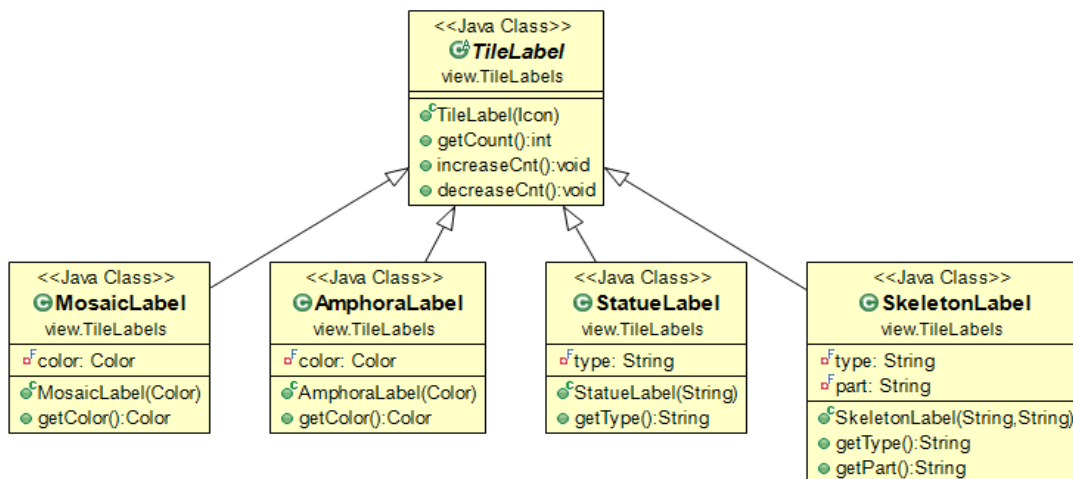 <<Java Class>>
TileLabel
view.TileLabels
TileLabel(Icon)
getCount():int
increaseCnt():void
decreaseCnt():void
<<Java Class>>
MosaicLabel
view.TileLabels
color: Color
MosaicLabel(Color)
getColor():Color
<<Java Class>>
AmphoraLabel
view.TileLabels
color: Color
AmphoraLabel(Color)
getColor():Color
<<Java Class>>
StatueLabel
view.TileLabels
type: String
StatueLabel(String)
getType():String
<<Java Class>>
SkeletonLabel
view.TileLabels
type: String
part: String
SkeletonLabel(String,String)
getType():String
getPart():String